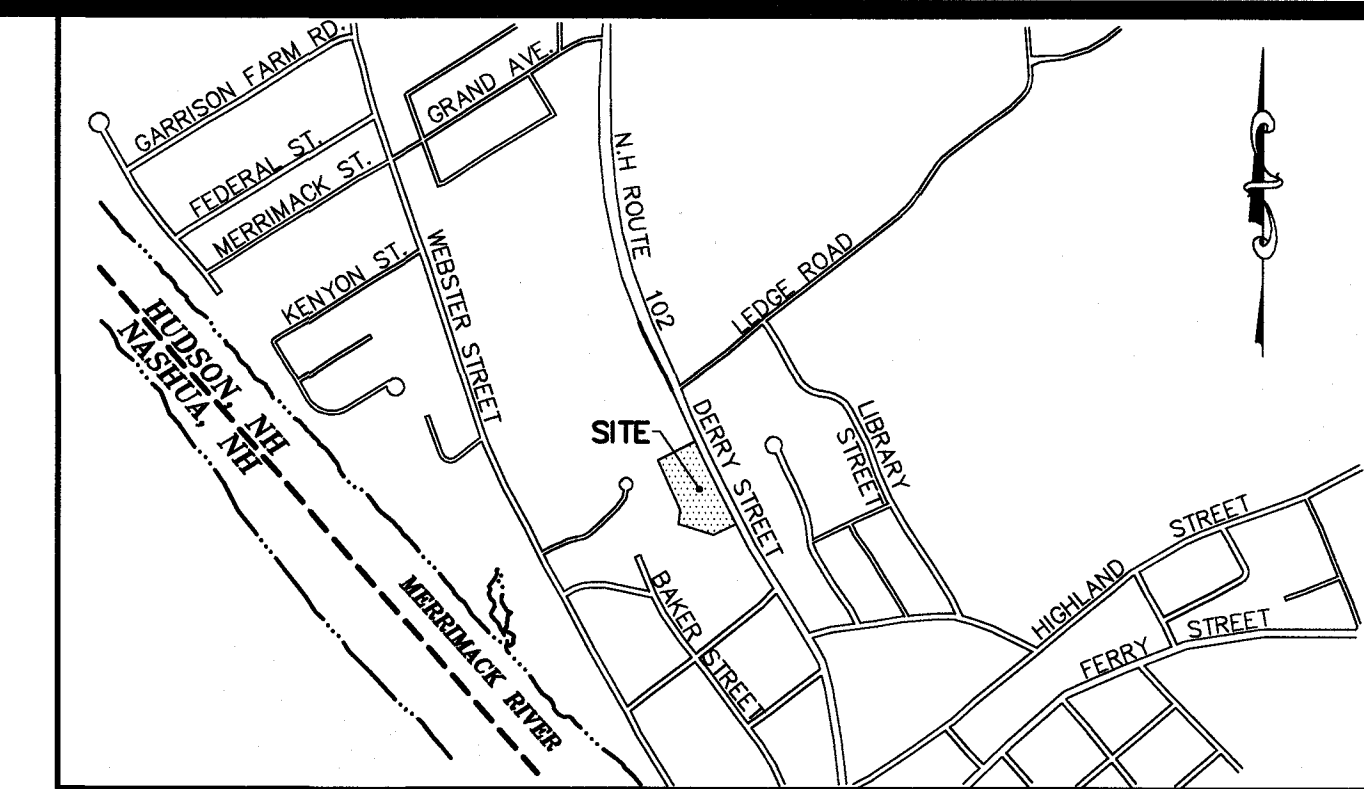 GARRISON FARM RD.
FEDERAL ST.
MERRIMACK ST.
GRAND AVE.
KENYON ST.
WEBSTER STREET
N.H ROUTE 102
LEDGE ROAD
HUDSON, NH
NASHUA, NH
SITE
DERRY STREET
LIBRARY
STREET
BAKER STREET
MERRIMACK RIVER
HIGHLAND STREET
FERRY STREET